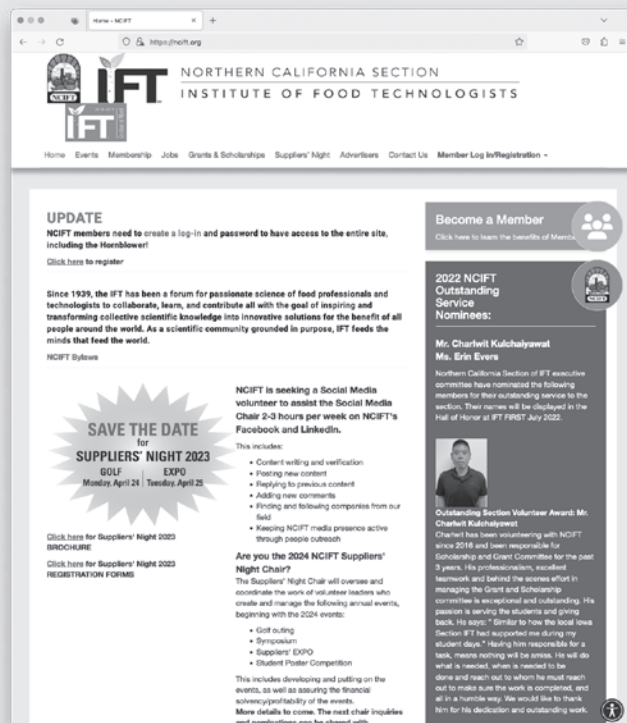 Home - NCIFT
https://ncift.org
NCIFT
IFT
NORTHERN CALIFORNIA SECTION
INSTITUTE OF FOOD TECHNOLOGISTS
IFT
Home Events Membership Jobs Grants & Scholarships Suppliers' Night Advertisers Contact Us Member Log in/Registration
UPDATE
NCIFT members need to create a log-in and password to have access to the entire site,
including the Hornblower!
Click here to register
Since 1939, the IFT has been a forum for passionate science of food professionals and
technologists to collaborate, learn, and contribute all with the goal of inspiring and
transforming collective scientific knowledge into innovative solutions for the benefit of all
people around the world. As a scientific community grounded in purpose, IFT feeds the
minds that feed the world.
NCIFT Bylaws
SAVE THE DATE
for
SUPPLIERS' NIGHT 2023
GOLF EXPO
Monday, April 24 Tuesday, April 25
Click here for Suppliers' Night 2023
BROCHURE
Click here for Suppliers' Night 2023
REGISTRATION FORMS
NCIFT is seeking a Social Media
volunteer to assist the Social Media
Chair 2-3 hours per week on NCIFT's
Facebook and LinkedIn.
This includes:
• Content writing and verification
• Posting new content
• Replying to previous content
• Adding new comments
• Finding and following companies from our
field
• Keeping NCIFT media presence active
through people outreach
Are you the 2024 NCIFT Suppliers'
Night Chair?
The Suppliers' Night Chair will oversee and
coordinate the work of volunteer leaders who
create and manage the following annual events,
beginning with the 2024 events:
• Golf outing
• Symposium
• Suppliers' EXPO
• Student Poster Competition
This includes developing and putting on the
events, as well as assuring the financial
solvency/profitability of the events.
More details to come. The next chair inquiries
and nominations can be shared with
Become a Member
Click here to learn the benefits of Memb
2022 NCIFT
Outstanding
Service
Nominees:
NCIFT
Mr. Charlwit Kulchaiyawat
Ms. Erin Evers
Northern California Section of IFT executive
committee have nominated the following
members for their outstanding service to the
section. Their names will be displayed in the
Hall of Honor at IFT FIRST July 2022.
Outstanding Section Volunteer Award: Mr.
Charlwit Kulchaiyawat
Charlwit has been volunteering with NCIFT
since 2016 and been responsible for
Scholarship and Grant Committee for the past
3 years. His professionalism, excellent
teamwork and behind the scenes effort in
managing the Grant and Scholarship
committee is exceptional and outstanding. His
passion is serving the students and giving
back. He says: " Similar to how the local Iowa
Section IFT had supported me during my
student days." Having him responsible for a
task, means nothing will be amiss. He will do
what is needed, when is needed to be
done and reach out to whom he must reach
out to make sure the work is completed, and
all in a humble way. We would like to thank
him for his dedication and outstanding work.